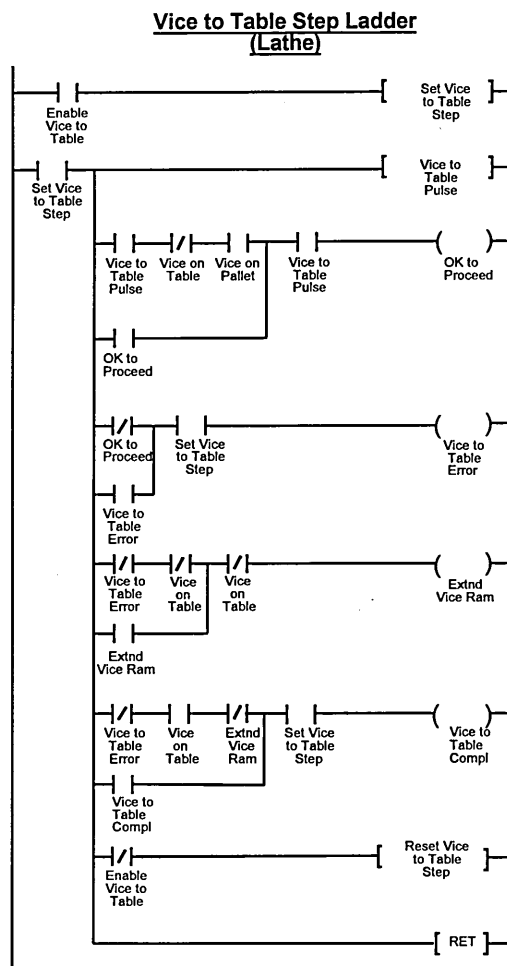 Vice to Table Step Ladder
(Lathe)
Enable
Vice to
Table
Set Vice
to Table
Step
Set Vice
to Table
Step
Vice to
Table
Pulse
Vice to
Table
Pulse
Vice on
Table
Vice on
Pallet
Vice to
Table
Pulse
OK to
Proceed
OK to
Proceed
OK to
Proceed
Set Vice
to Table
Step
Vice to
Table
Error
Vice to
Table
Error
Vice to
Table
Error
Vice
on
Table
Vice
on
Table
Extnd
Vice Ram
Extnd
Vice Ram
Vice to
Table
Error
Vice
on
Table
Extnd
Vice
Ram
Set Vice
to Table
Step
Vice to
Table
Compl
Vice to
Table
Compl
Enable
Vice to
Table
Reset Vice
to Table
Step
RET